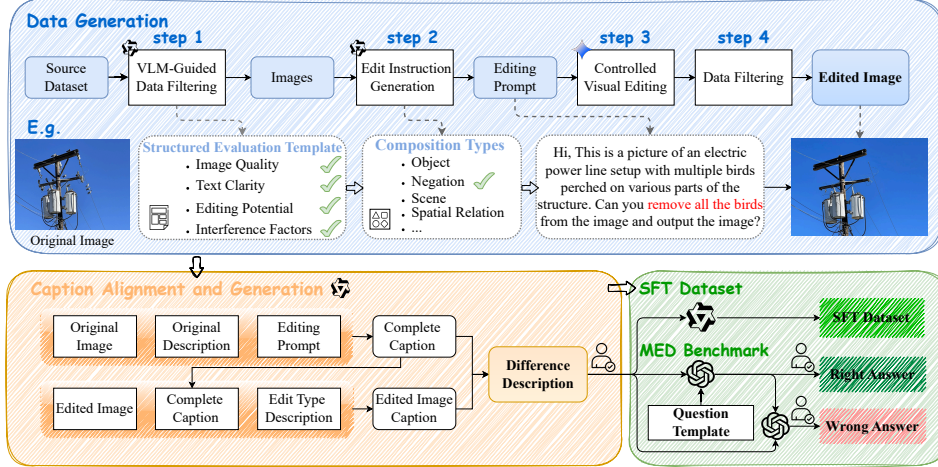 Data Generation
step 1
step 2
step 3
step 4
Source
Dataset
VLM-Guided
Data Filtering
Images
Edit Instruction
Generation
Editing
Prompt
Controlled
Visual Editing
Data Filtering
Edited Image
E.g.
Original Image
Structured Evaluation Template
· Image Quality
· Text Clarity
· Editing Potential
· Interference Factors
Composition Types
· Object
· Negation
· Scene
· Spatial Relation
· ...
Hi, This is a picture of an electric
power line setup with multiple birds
perched on various parts of the
structure. Can you remove all the birds
from the image and output the image?
Caption Alignment and Generation
Original
Image
Original
Description
Editing
Prompt
Complete
Caption
Edited Image
Complete
Caption
Edit Type
Description
Edited Image
Caption
Difference
Description
SFT Dataset
SFT Dataset
MED Benchmark
Right Answer
Question
Template
Wrong Answer